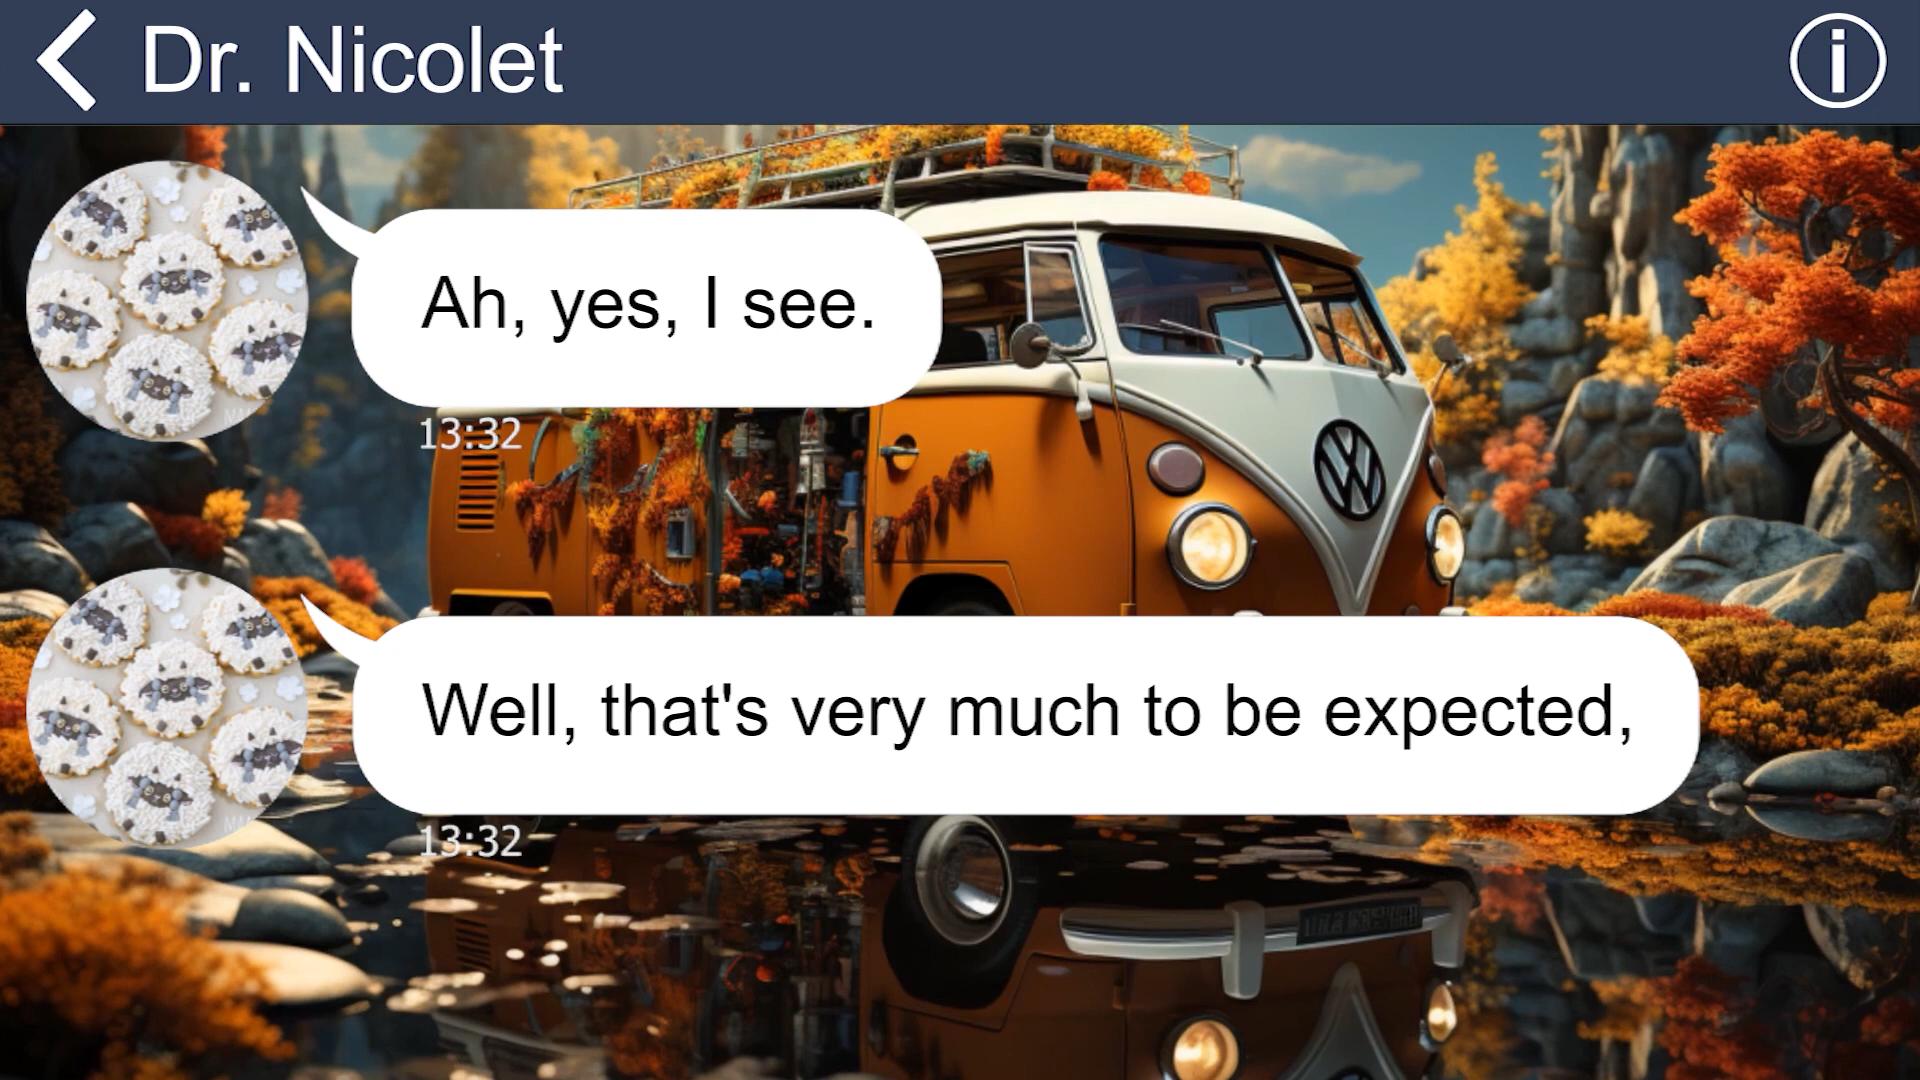 Dr. Nicolet
Ah, yes, I see.
13:32
Well, that's very much to be expected,
13:32